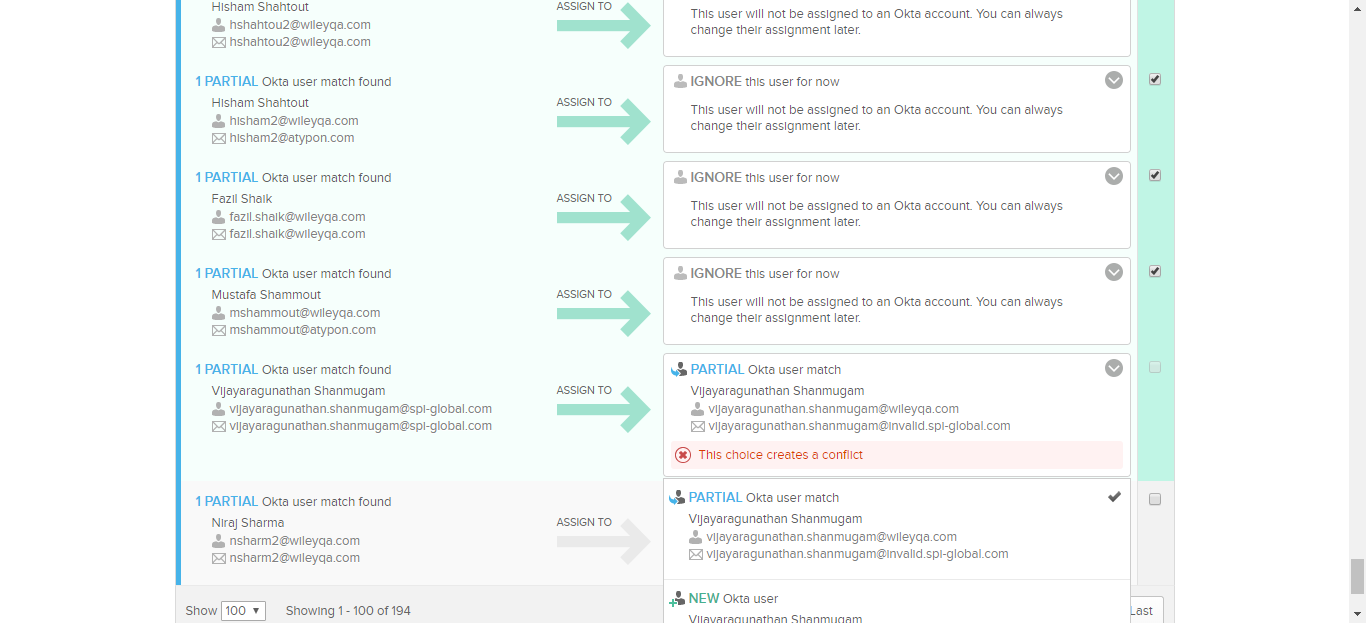 Hisham Shahtout
hshahtou2@wileyqa.com
hshahtou2@wileyqa.com
ASSIGN TO
This user will not be assigned to an Okta account. You can always
change their assignment later.
1 PARTIAL Okta user match found
Hisham Shahtout
hisham2@wileyqa.com
hisham2@atypon.com
ASSIGN TO
IGNORE this user for now
This user will not be assigned to an Okta account. You can always
change their assignment later.
1 PARTIAL Okta user match found
Fazil Shaik
fazil.shaik@wileyqa.com
fazil.shaik@wileyqa.com
ASSIGN TO
IGNORE this user for now
This user will not be assigned to an Okta account. You can always
change their assignment later.
1 PARTIAL Okta user match found
Mustafa Shammout
mshammout@wileyqa.com
mshammout@atypon.com
ASSIGN TO
IGNORE this user for now
This user will not be assigned to an Okta account. You can always
change their assignment later.
1 PARTIAL Okta user match found
Vijayaragunathan Shanmugam
vijayaragunathan.shanmugam@spi-global.com
vijayaragunathan.shanmugam@spi-global.com
ASSIGN TO
PARTIAL Okta user match
Vijayaragunathan Shanmugam
vijayaragunathan.shanmugam@wileyqa.com
vijayaragunathan.shanmugam@invalid.spi-global.com
This choice creates a conflict
1 PARTIAL Okta user match found
Niraj Sharma
nsharm2@wileyqa.com
nsharm2@wileyqa.com
ASSIGN TO
PARTIAL Okta user match
Vijayaragunathan Shanmugam
vijayaragunathan.shanmugam@wileyqa.com
vijayaragunathan.shanmugam@invalid.spi-global.com
NEW Okta user
Vijayaragunathan Shanmugam
Show 100 Showing 1 - 100 of 194
Last